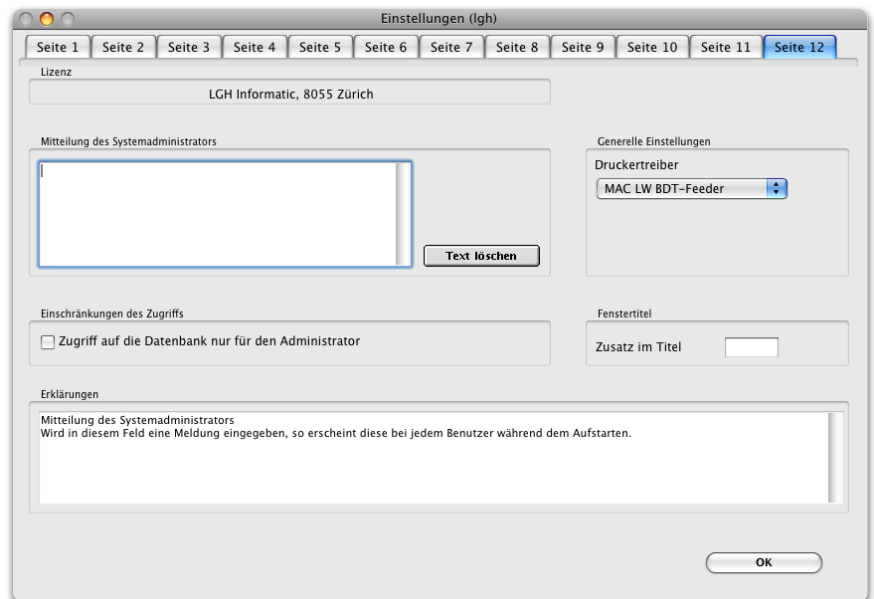 Einstellungen (lgh)
Seite 1 Seite 2 Seite 3 Seite 4 Seite 5 Seite 6 Seite 7 Seite 8 Seite 9 Seite 10 Seite 11 Seite 12
Lizenz
LGH Informatic, 8055 Zürich
Mitteilung des Systemadministrators
Text löschen
Generelle Einstellungen
Druckertreiber
MAC LW BDT-Feeder
Einschränkungen des Zugriffs
Zugriff auf die Datenbank nur für den Administrator
Fenstertitel
Zusatz im Titel
Erklärungen
Mitteilung des Systemadministrators
Wird in diesem Feld eine Meldung eingegeben, so erscheint diese bei jedem Benutzer während dem Aufstarten.
OK